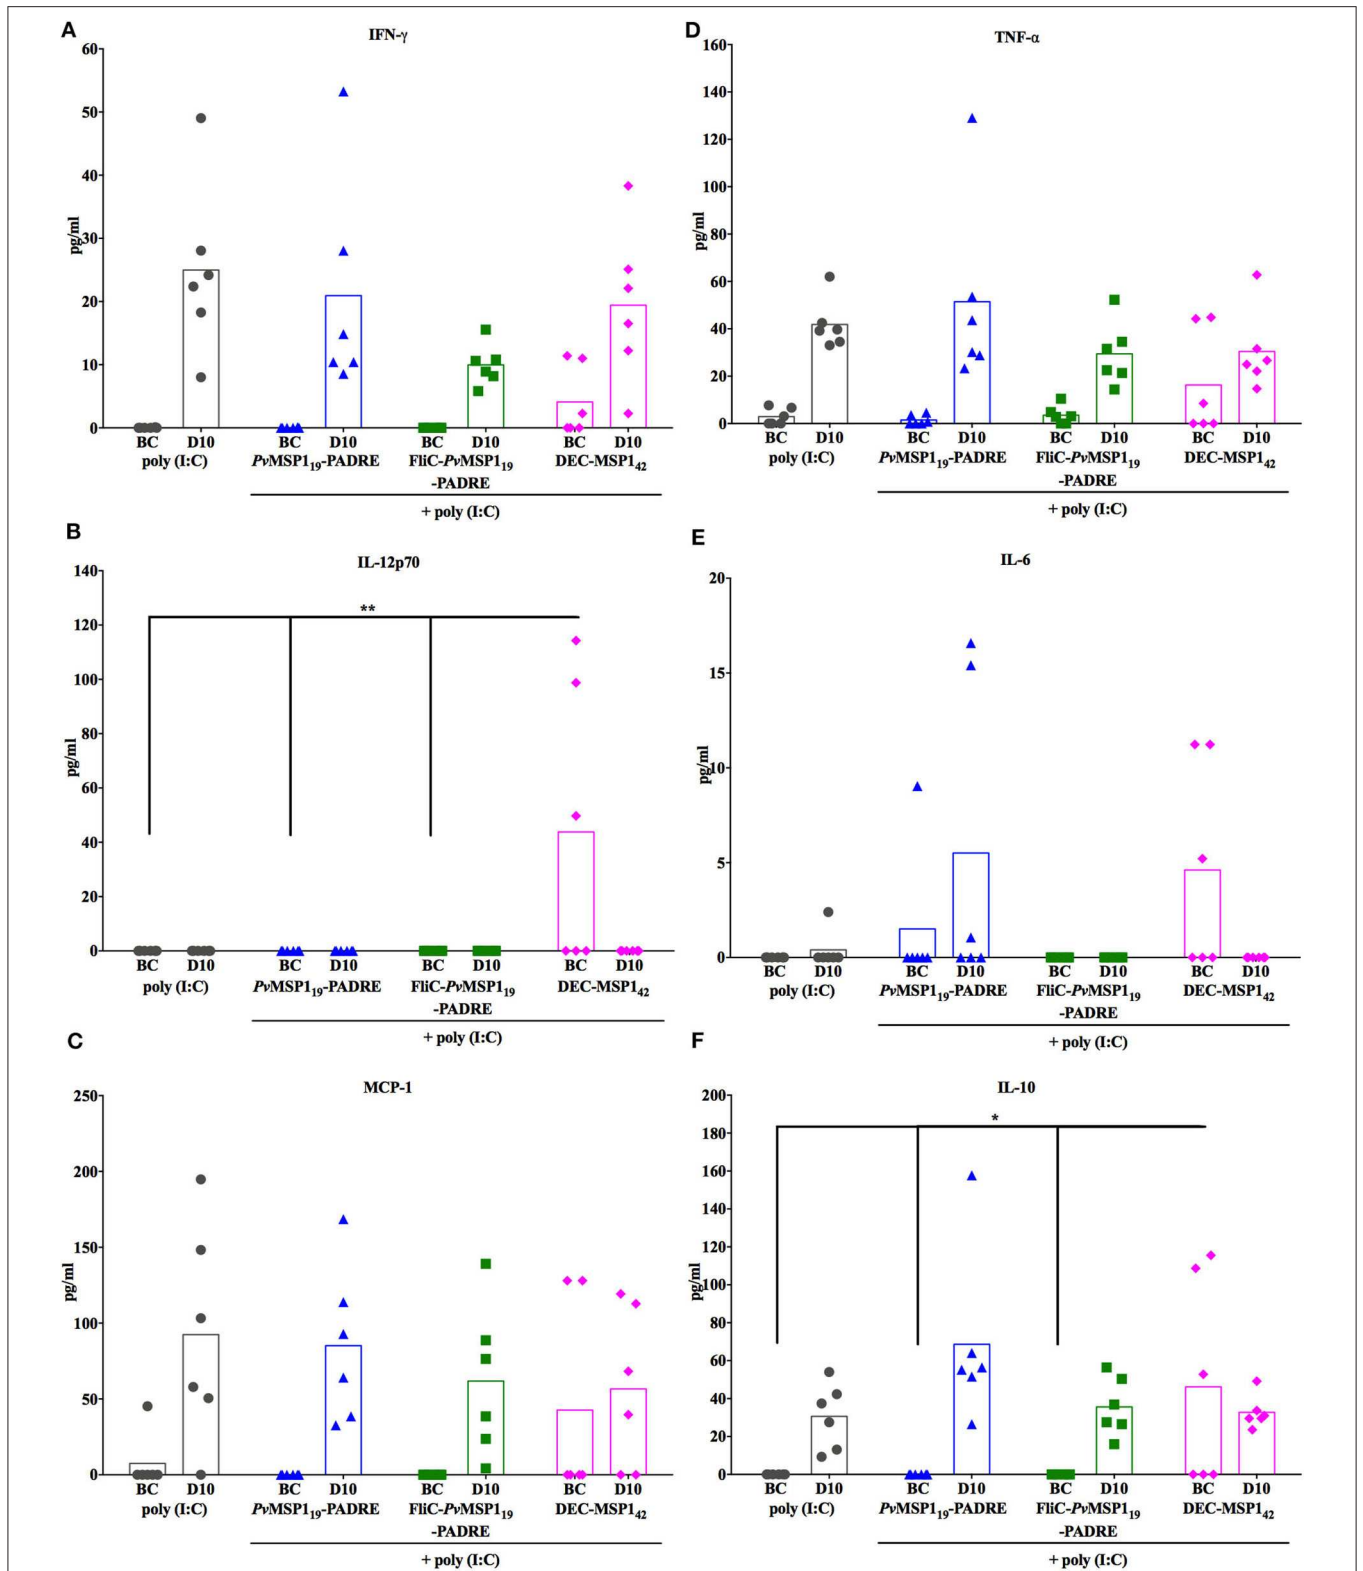 A
IFN-γ
60
50
40
30
20
10
0
pg/ml
BC D10 BC D10 BC D10 BC D10
poly (I:C) PvMSP1₁₉-PADRE FliC-PvMSP1₁₉ DEC-MSP1₄₂
-PADRE
+ poly (I:C)
D
TNF-α
160
140
120
100
80
60
40
20
0
pg/ml
BC D10 BC D10 BC D10 BC D10
poly (I:C) PvMSP1₁₉-PADRE FliC-PvMSP1₁₉ DEC-MSP1₄₂
-PADRE
+ poly (I:C)
B
IL-12p70
140
120
100
80
60
40
20
0
pg/ml
**
BC D10 BC D10 BC D10 BC D10
poly (I:C) PvMSP1₁₉-PADRE FliC-PvMSP1₁₉ DEC-MSP1₄₂
-PADRE
+ poly (I:C)
E
IL-6
20
15
10
5
0
pg/ml
BC D10 BC D10 BC D10 BC D10
poly (I:C) PvMSP1₁₉-PADRE FliC-PvMSP1₁₉ DEC-MSP1₄₂
-PADRE
+ poly (I:C)
C
MCP-1
250
200
150
100
50
0
pg/ml
BC D10 BC D10 BC D10 BC D10
poly (I:C) PvMSP1₁₉-PADRE FliC-PvMSP1₁₉ DEC-MSP1₄₂
-PADRE
+ poly (I:C)
F
IL-10
200
180
160
140
120
100
80
60
40
20
0
pg/ml
*
BC D10 BC D10 BC D10 BC D10
poly (I:C) PvMSP1₁₉-PADRE FliC-PvMSP1₁₉ DEC-MSP1₄₂
-PADRE
+ poly (I:C)